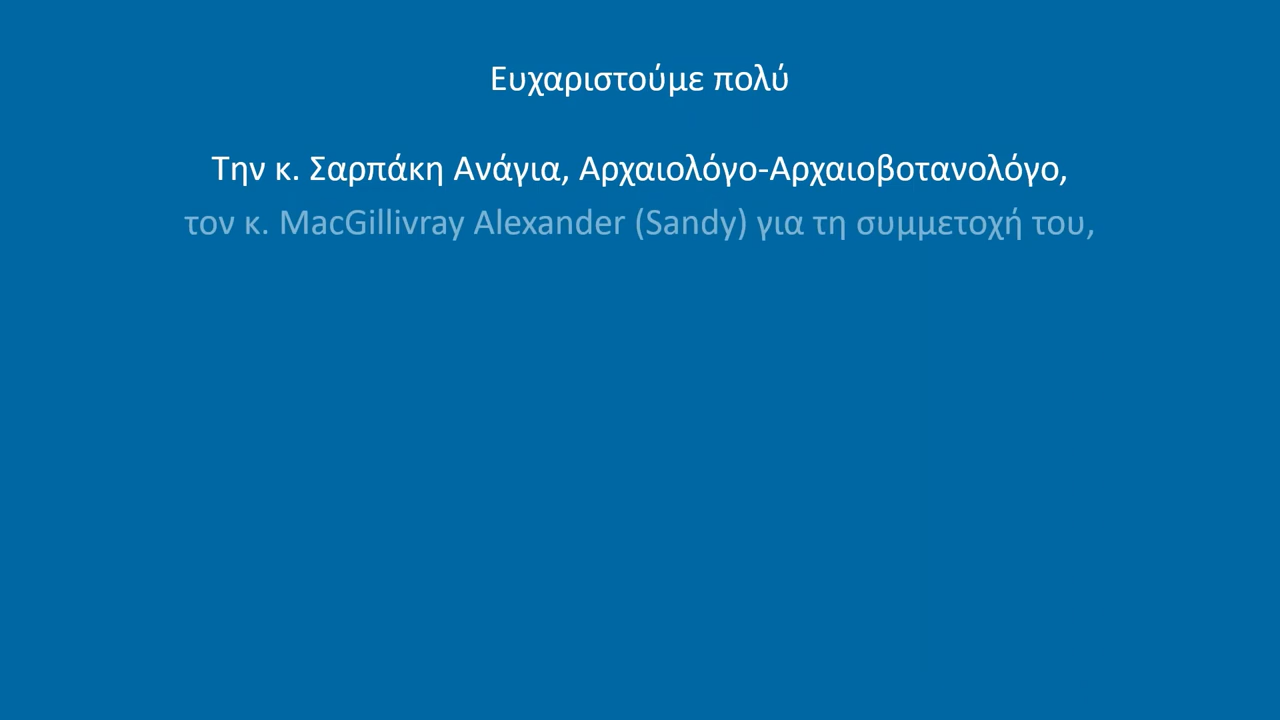 Ευχαριστούμε πολύ
Την κ. Σαρπάκη Ανάγια, Αρχαιολόγο-Αρχαιοβοτανολόγο,
τον κ. MacGillivray Alexander (Sandy) για τη συμμετοχή του,